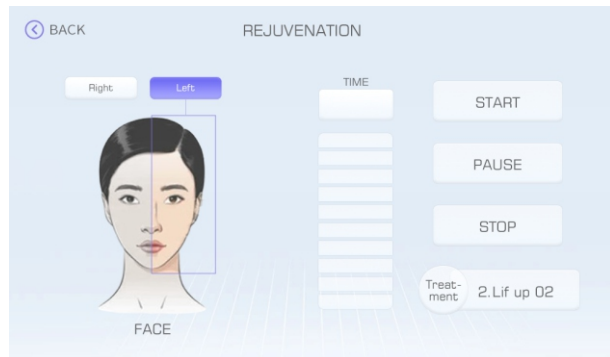 BACK
REJUVENATION
Right
Left
TIME
START
PAUSE
STOP
Treat-
ment
2.Lif up 02
FACE